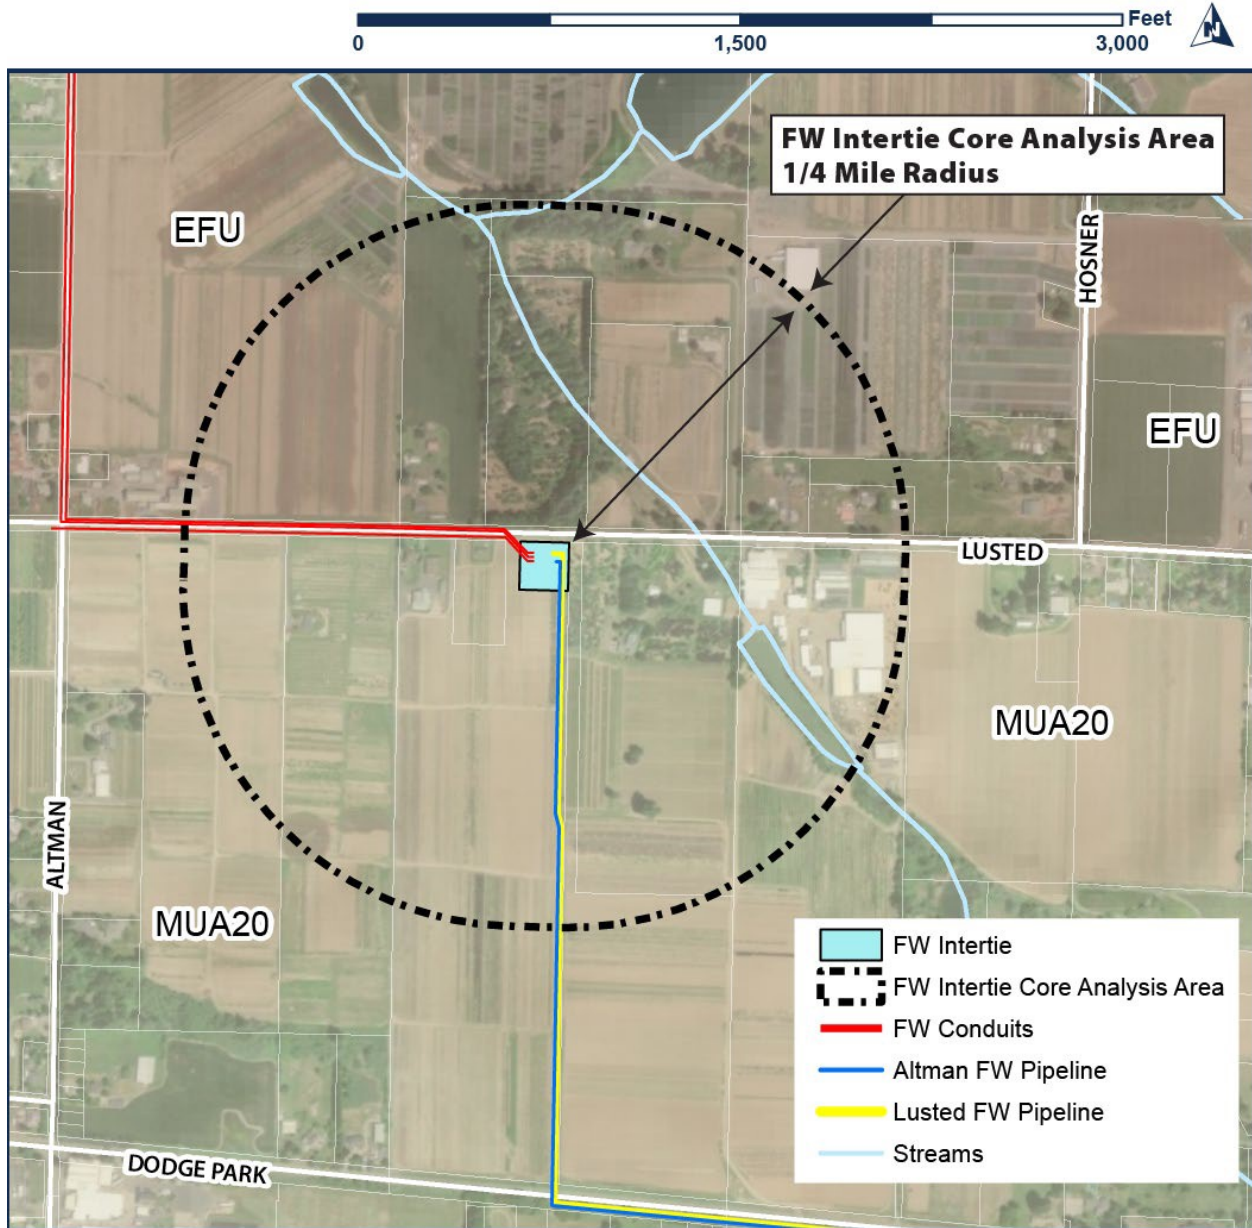 Feet
0 1,500 3,000
N
FW Intertie Core Analysis Area
1/4 Mile Radius
EFU
HOSNER
EFU
LUSTED
MUA20
ALTMAN
MUA20
DODGE PARK
FW Intertie
FW Intertie Core Analysis Area
FW Conduits
Altman FW Pipeline
Lusted FW Pipeline
Streams